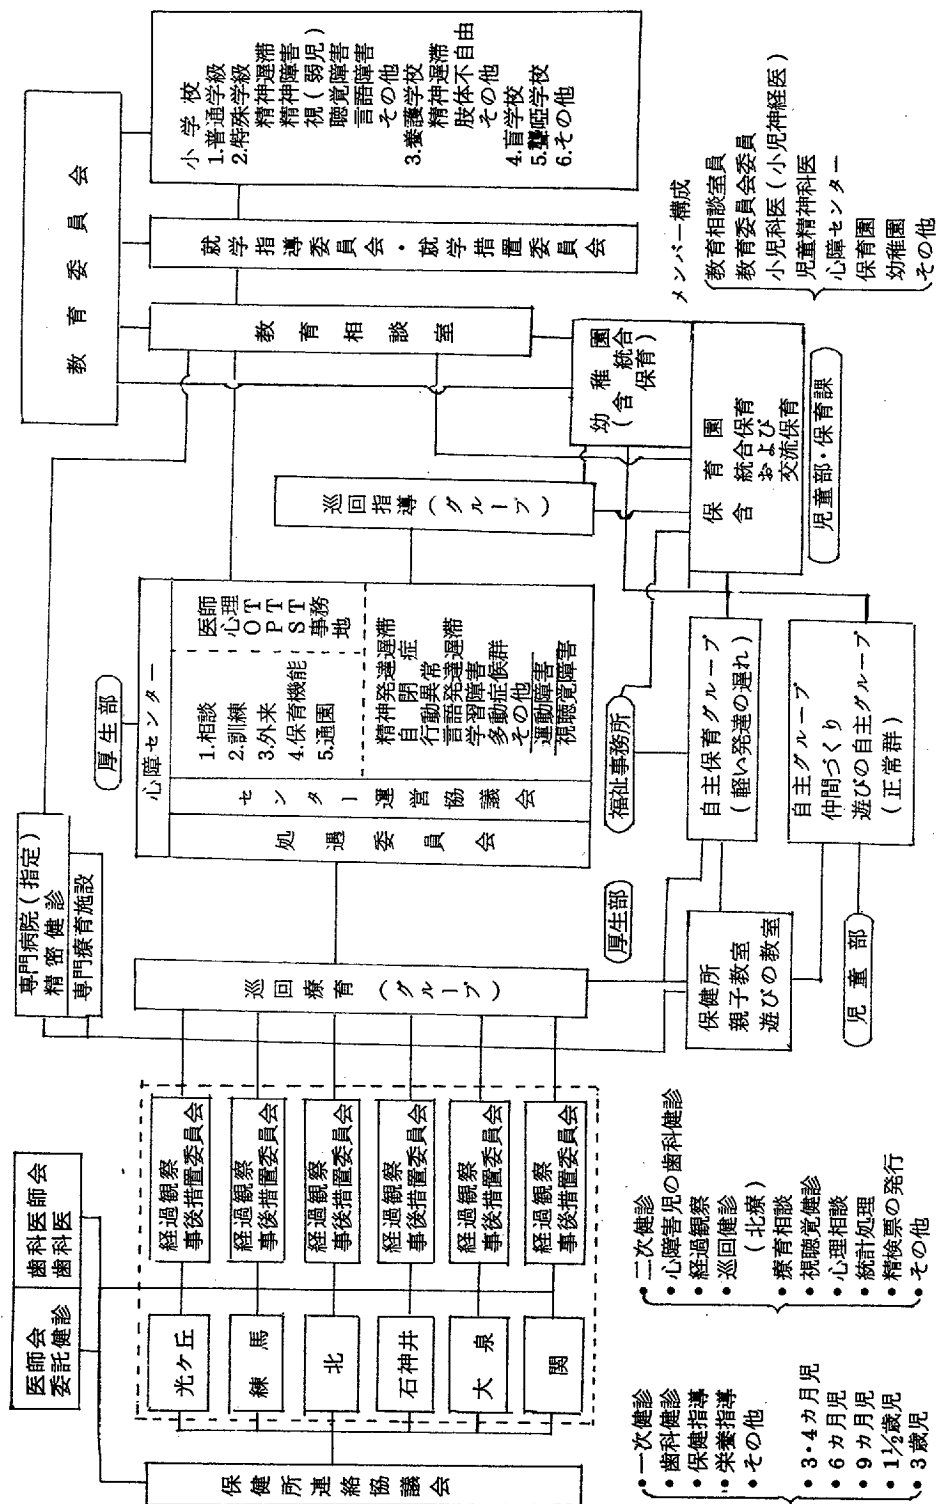 教育委員会
小学校
1.普通学級
2.特殊学級
精神遅滞
精神障害
視(弱児)
聴覚障害
言語障害
その他
3.養護学校
精神遅滞
肢体不自由
その他
4.盲学校
5.聾啞学校
6.その他
就学指導委員会・就学措置委員会
教育相談室
幼稚園
(含統合保育)
保育園
含 統合保育
および
交流保育
児童部・保育課
メンバー構成
教育相談室員
教育委員会委員
小児科医(小児神経医)
児童精神科医
心障センター
保育園
幼稚園
その他
巡回指導(グループ)
厚生部
心障センター
医師
心理
OT
PT
ST
事務
地
1.相談
2.訓練
3.外来
4.保育機能
5.通園
精神発達遅滞
自閉症
行動異常
言語発達遅滞
学習障害
多動症候群
その他
運動障害
視聴覚障害
センター運営協議会
処遇委員会
福祉事務所
自主保育グループ
(軽い発達の遅れ)
自主グループ
仲間づくり
遊びの自主グループ
(正常群)
専門病院(指定)
精密健診
専門療育施設
巡回療育(グループ)
厚生部
保健所
親子教室
遊びの教室
児童部
医師会
委託健診
歯科医師会
歯科医
経過観察
事後措置委員会
経過観察
事後措置委員会
経過観察
事後措置委員会
経過観察
事後措置委員会
経過観察
事後措置委員会
経過観察
事後措置委員会
光ケ丘
練馬
北
石神井
大泉
関
保健所連絡協議会
•一次健診
•歯科健診
•保健指導
•栄養指導
•その他
•3・4カ月児
•6カ月児
•9カ月児
•1½歳児
•3歳児
•二次健診
•心障害児の歯科健診
•経過観察
•巡回健診
(北療)
•療育相談
•視聴覚健診
•心理相談
•統計処理
•精検票の発行
•その他